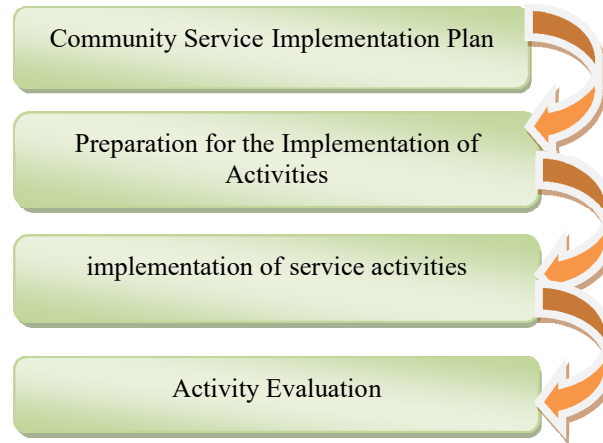 Community Service Implementation Plan
Preparation for the Implementation of
Activities
implementation of service activities
Activity Evaluation